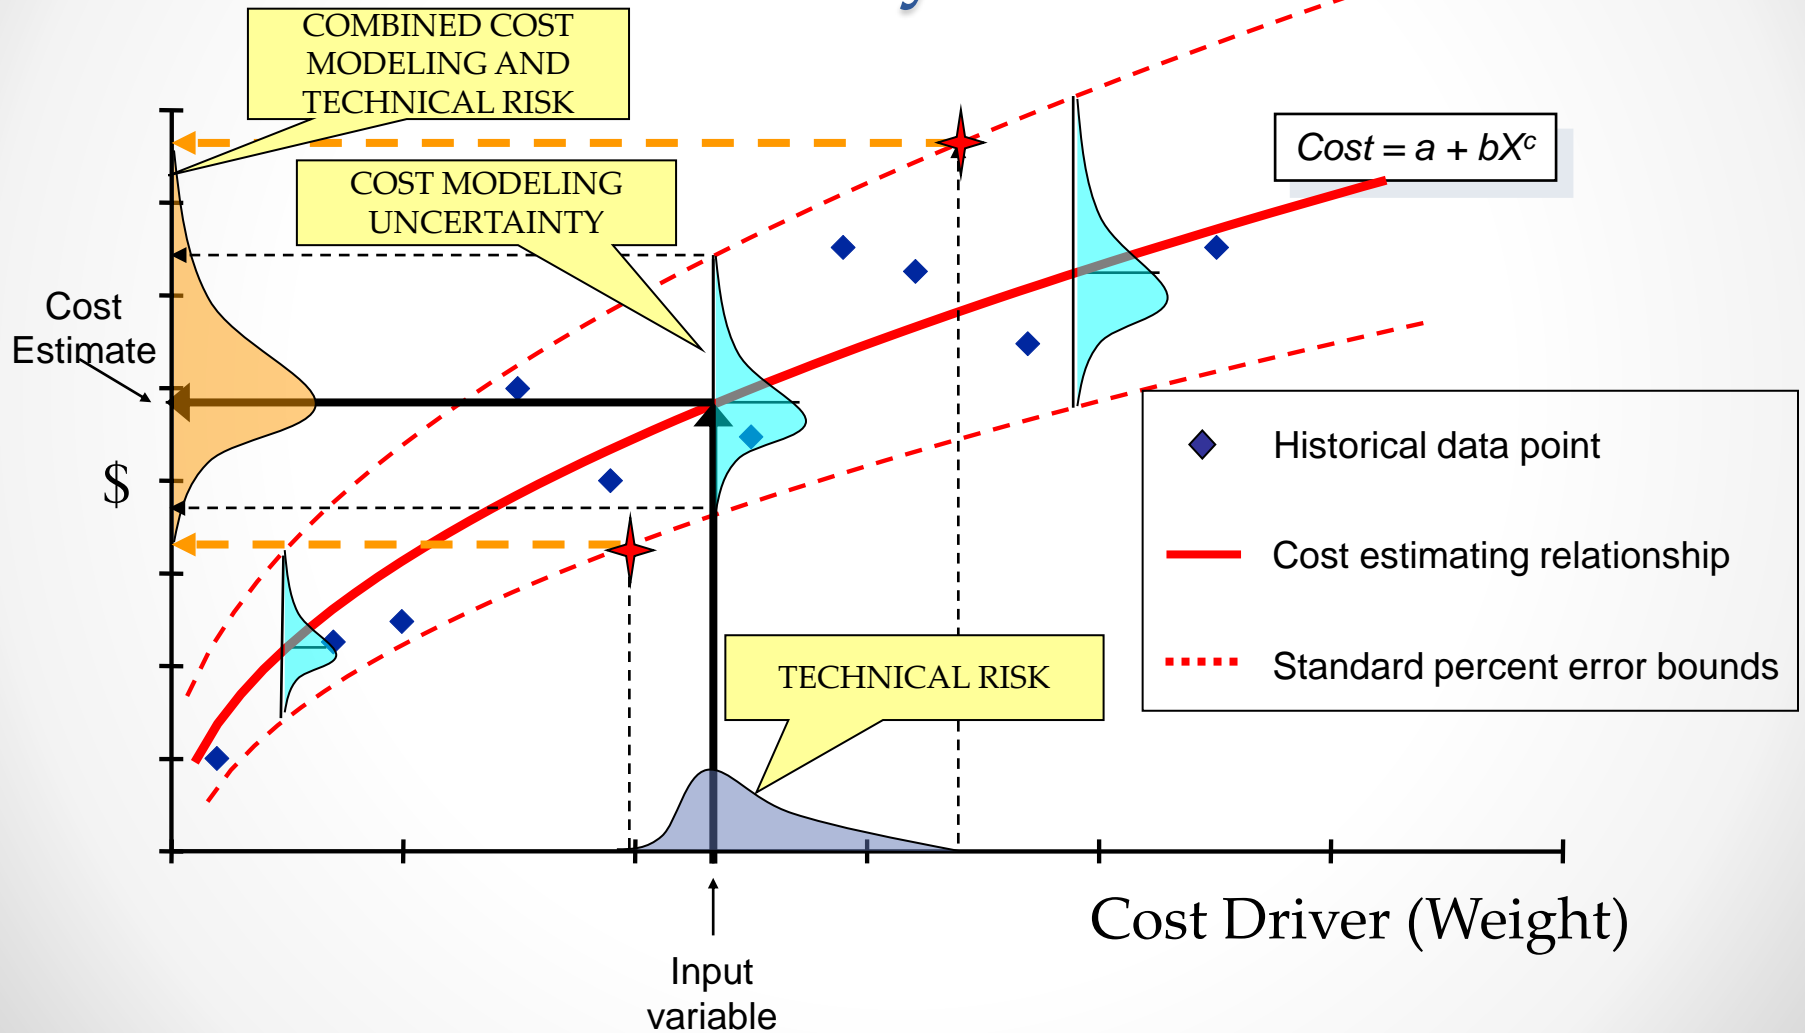 COMBINED COST
MODELING AND
TECHNICAL RISK
Cost = a + bXᶜ
COST MODELING
UNCERTAINTY
Cost
Estimate
$
Historical data point
Cost estimating relationship
Standard percent error bounds
TECHNICAL RISK
Cost Driver (Weight)
Input
variable